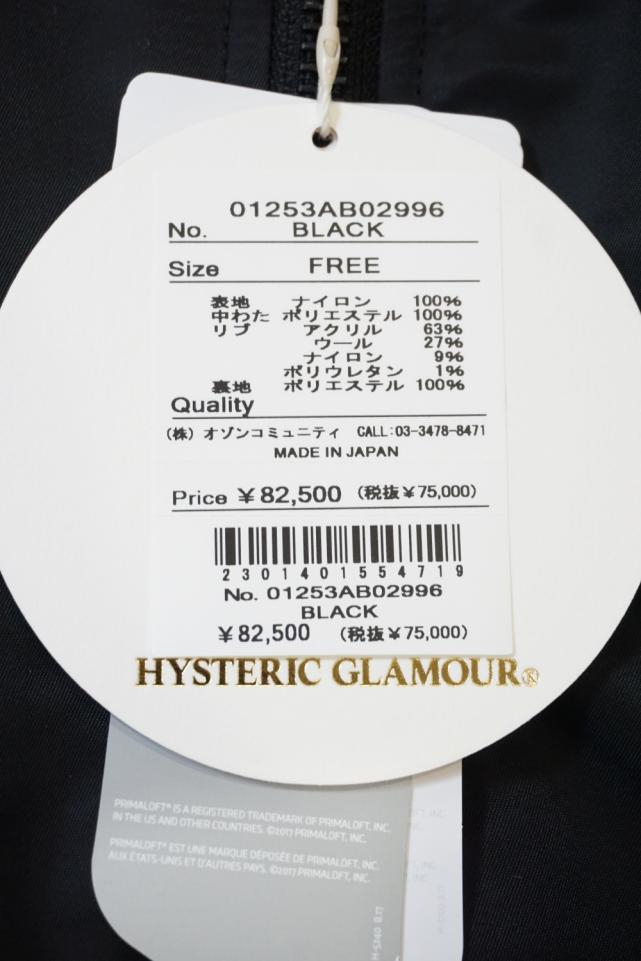 01253AB02996
No. BLACK
Size FREE
表地 ナイロン 100%
中わた ポリエステル 100%
リブ アクリル 63%
ウール 27%
ナイロン 9%
ポリウレタン 1%
裏地 ポリエステル 100%
Quality
(株) オゾンコミュニティ CALL:03-3478-8471
MADE IN JAPAN
Price ¥82,500 (税抜¥75,000)
2301401554719
No. 01253AB02996
BLACK
¥82,500 (税抜¥75,000)
HYSTERIC GLAMOUR®
PRIMALOFT® IS A REGISTERED TRADEMARK OF PRIMALOFT, INC.
IN THE US AND OTHER COUNTRIES. ©2017 PRIMALOFT, INC.
PRIMALOFT® EST UNE MARQUE DÉPOSÉE DE PRIMALOFT, INC.
AUX ÉTATS-UNIS ET D'AUTRES PAYS. ©2017 PRIMALOFT, INC.